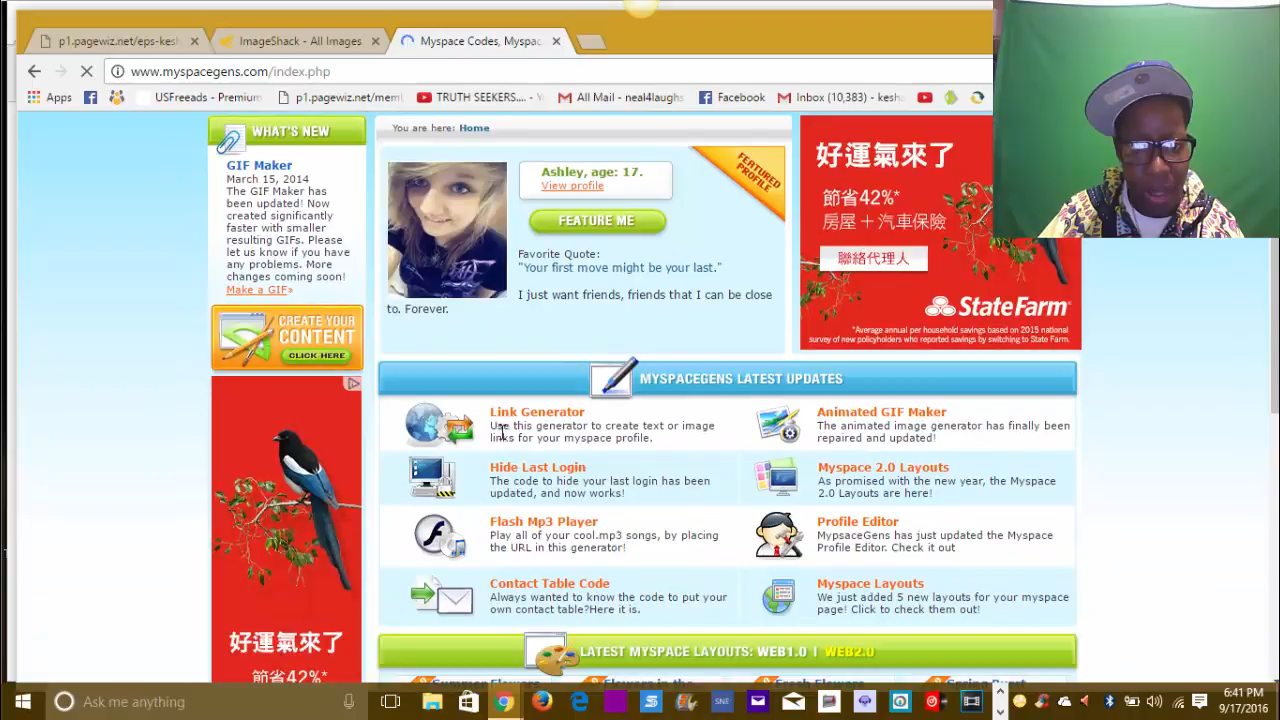 p1.pagewiz.net/eps-kesh
ImageShack - All Images
Myspace Codes, Myspac
www.myspacegens.com/index.php
Apps
USFreeads - Premium
p1.pagewiz.net/meml
TRUTH SEEKERS.... - Y
All Mail - neal4laughs
Facebook
Inbox (10,383) - kesh
WHAT'S NEW
GIF Maker
March 15, 2014
The GIF Maker has
been updated! Now
created significantly
faster with smaller
resulting GIFs. Please
let us know if you have
any problems. More
changes coming soon!
Make a GIF»
CREATE YOUR
CONTENT
CLICK HERE
好運氣來了
節省42%*
You are here: Home
Ashley, age: 17.
View profile
FEATURE ME
FEATURED
PROFILE
Favorite Quote:
"Your first move might be your last."
I just want friends, friends that I can be close
to. Forever.
好運氣來了
節省42%*
房屋＋汽車保險
聯絡代理人
StateFarm
*Average annual per household savings based on 2015 national
survey of new policyholders who reported savings by switching to State Farm.
MYSPACEGENS LATEST UPDATES
Link Generator
Use this generator to create text or image
links for your myspace profile.
Animated GIF Maker
The animated image generator has finally been
repaired and updated!
Hide Last Login
The code to hide your last login has been
updated, and now works!
Myspace 2.0 Layouts
As promised with the new year, the Myspace
2.0 Layouts are here!
Flash Mp3 Player
Play all of your cool.mp3 songs, by placing
the URL in this generator!
Profile Editor
MypsaceGens has just updated the Myspace
Profile Editor. Check it out
Contact Table Code
Always wanted to know the code to put your
own contact table?Here it is.
Myspace Layouts
We just added 5 new layouts for your myspace
page! Click to check them out!
LATEST MYSPACE LAYOUTS: WEB1.0 | WEB2.0
Summer Flowers
Flowers in the
Fresh Flowers
Spring Burst
Ask me anything
SNE
6:41 PM
9/17/2016